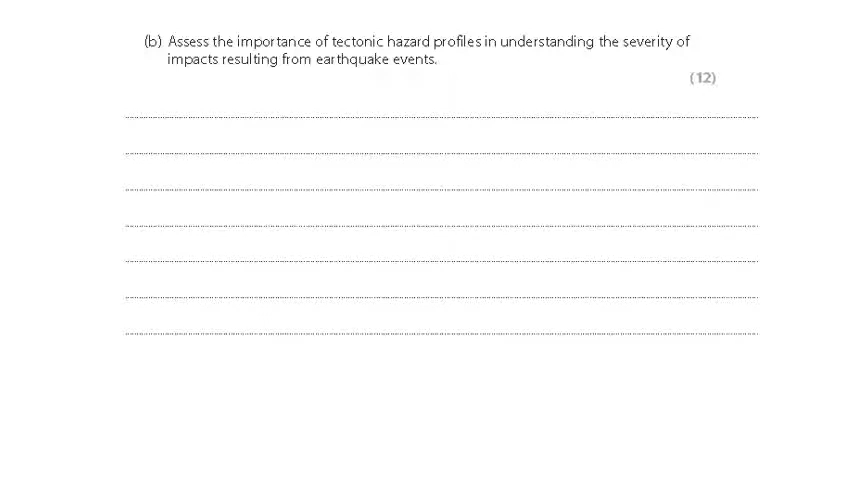 (b) Assess the importance of tectonic hazard profiles in understanding the severity of
impacts resulting from earthquake events.
(12)